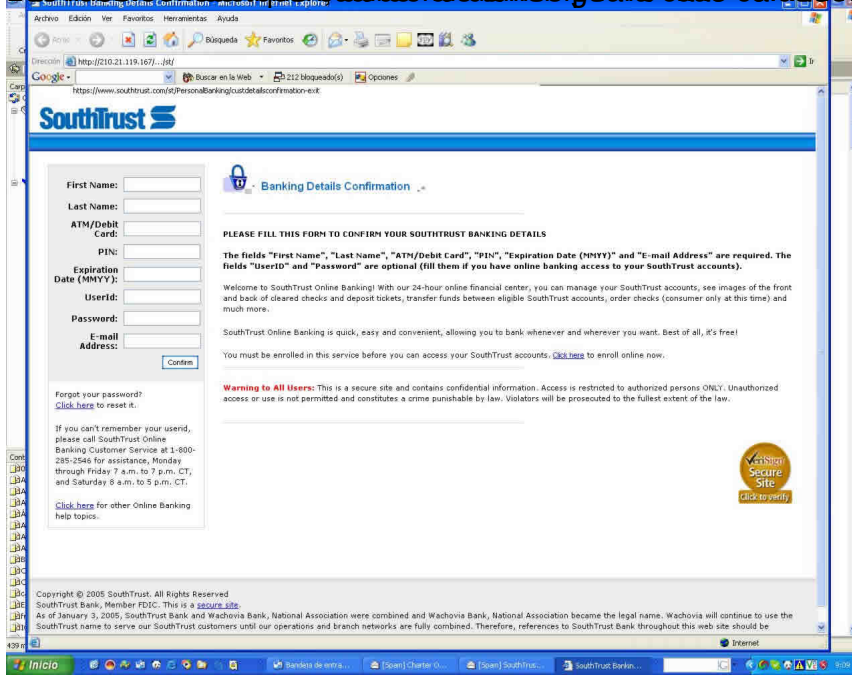 SouthTrust Banking Details Confirmation - Microsoft Internet Explorer
Archivo Edición Ver Favoritos Herramientas Ayuda
Búsqueda Favoritos
Dirección http://210.21.119.167/.../st/ Ir
Google Buscar en la Web 212 bloqueado(s) Opciones
https://www.southtrust.com/st/PersonalBanking/custdetailsconfirmation-exit
SouthTrust
First Name:
Last Name:
ATM/Debit
Card:
PIN:
Expiration
Date (MMYY):
UserId:
Password:
E-mail
Address:
Confirm
Forgot your password?
Click here to reset it.
If you can't remember your userid,
please call SouthTrust Online
Banking Customer Service at 1-800-
285-2546 for assistance, Monday
through Friday 7 a.m. to 7 p.m. CT,
and Saturday 8 a.m. to 5 p.m. CT.
Click here for other Online Banking
help topics.
Banking Details Confirmation
PLEASE FILL THIS FORM TO CONFIRM YOUR SOUTHTRUST BANKING DETAILS
The fields "First Name", "Last Name", "ATM/Debit Card", "PIN", "Expiration Date (MMYY)" and "E-mail Address" are required. The
fields "UserID" and "Password" are optional (fill them if you have online banking access to your SouthTrust accounts).
Welcome to SouthTrust Online Banking! With our 24-hour online financial center, you can manage your SouthTrust accounts, see images of the front
and back of cleared checks and deposit tickets, transfer funds between eligible SouthTrust accounts, order checks (consumer only at this time) and
much more.
SouthTrust Online Banking is quick, easy and convenient, allowing you to bank whenever and wherever you want. Best of all, it's free!
You must be enrolled in this service before you can access your SouthTrust accounts. Click here to enroll online now.
Warning to All Users: This is a secure site and contains confidential information. Access is restricted to authorized persons ONLY. Unauthorized
access or use is not permitted and constitutes a crime punishable by law. Violators will be prosecuted to the fullest extent of the law.
VeriSign
Secure
Site
Click to verify
Copyright © 2005 SouthTrust. All Rights Reserved
SouthTrust Bank, Member FDIC. This is a secure site.
As of January 3, 2005, SouthTrust Bank and Wachovia Bank, National Association were combined and Wachovia Bank, National Association became the legal name. Wachovia will continue to use the
SouthTrust name to serve our SouthTrust customers until our operations and branch networks are fully combined. Therefore, references to SouthTrust Bank throughout this web site should be
Internet
Inicio Bandeja de entra... [Spam] Charter O... [Spam] SouthTrus... SouthTrust Bankin... 9:09